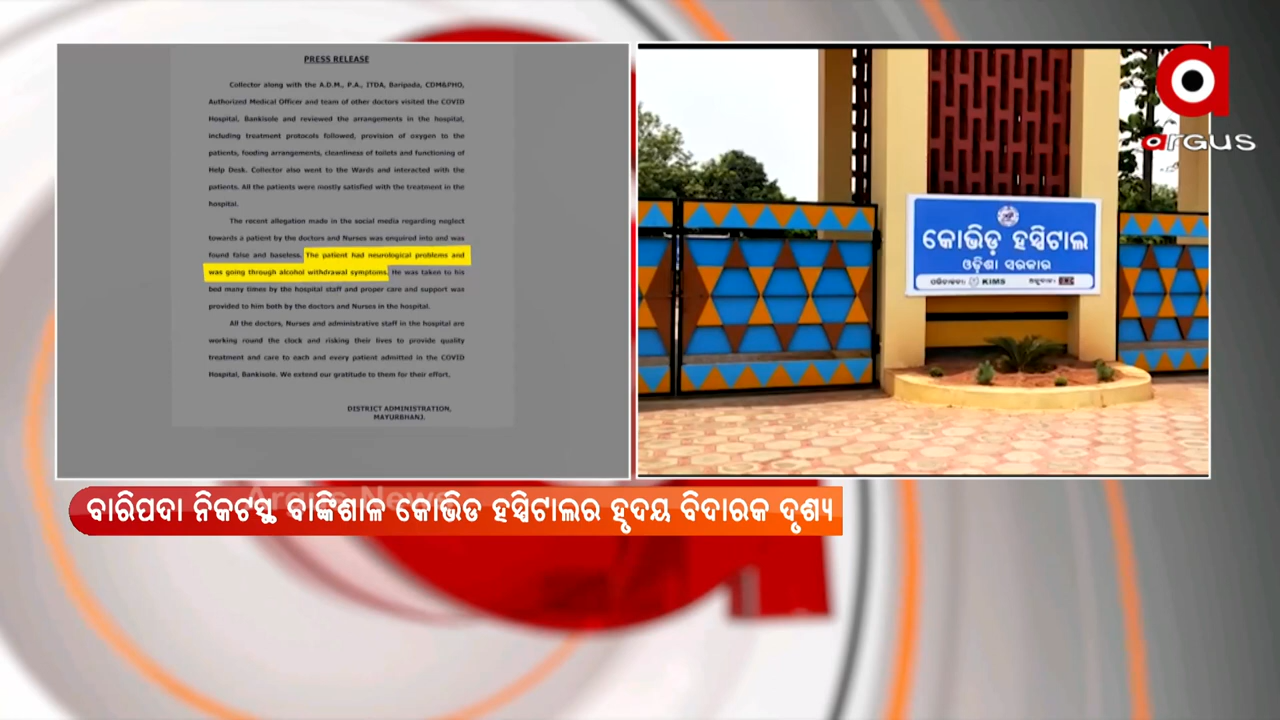 PRESS RELEASE
Collector along with the A.D.M., P.A., ITDA, Baripada, CDM&PHO,
Authorized Medical Officer and team of other doctors visited the COVID
Hospital, Bankisole and reviewed the arrangements in the hospital,
including treatment protocols followed, provision of oxygen to the
patients, fooding arrangements, cleanliness of toilets and functioning of
Help Desk. Collector also went to the Wards and interacted with the
patients. All the patients were mostly satisfied with the treatment in the
hospital.
The recent allegation made in the social media regarding neglect
towards a patient by the doctors and Nurses was enquired into and was
found false and baseless. The patient had neurological problems and
was going through alcohol withdrawal symptoms. He was taken to his
bed many times by the hospital staff and proper care and support was
provided to him both by the doctors and Nurses in the hospital.
All the doctors, Nurses and administrative staff in the hospital are
working round the clock and risking their lives to provide quality
treatment and care to each and every patient admitted in the COVID
Hospital, Bankisole. We extend our gratitude to them for their effort.
DISTRICT ADMINISTRATION,
MAYURBHANJ.
argus
କୋଭିଡ଼ ହସ୍ପିଟାଲ
ଓଡ଼ିଶା ସରକାର
KIMS
Argus News
ବାରିପଦା ନିକଟସ୍ଥ ବାଙ୍କିଶାଳ କୋଭିଡ ହସ୍ପିଟାଲର ହୃଦୟ ବିଦାରକ ଦୃଶ୍ୟ